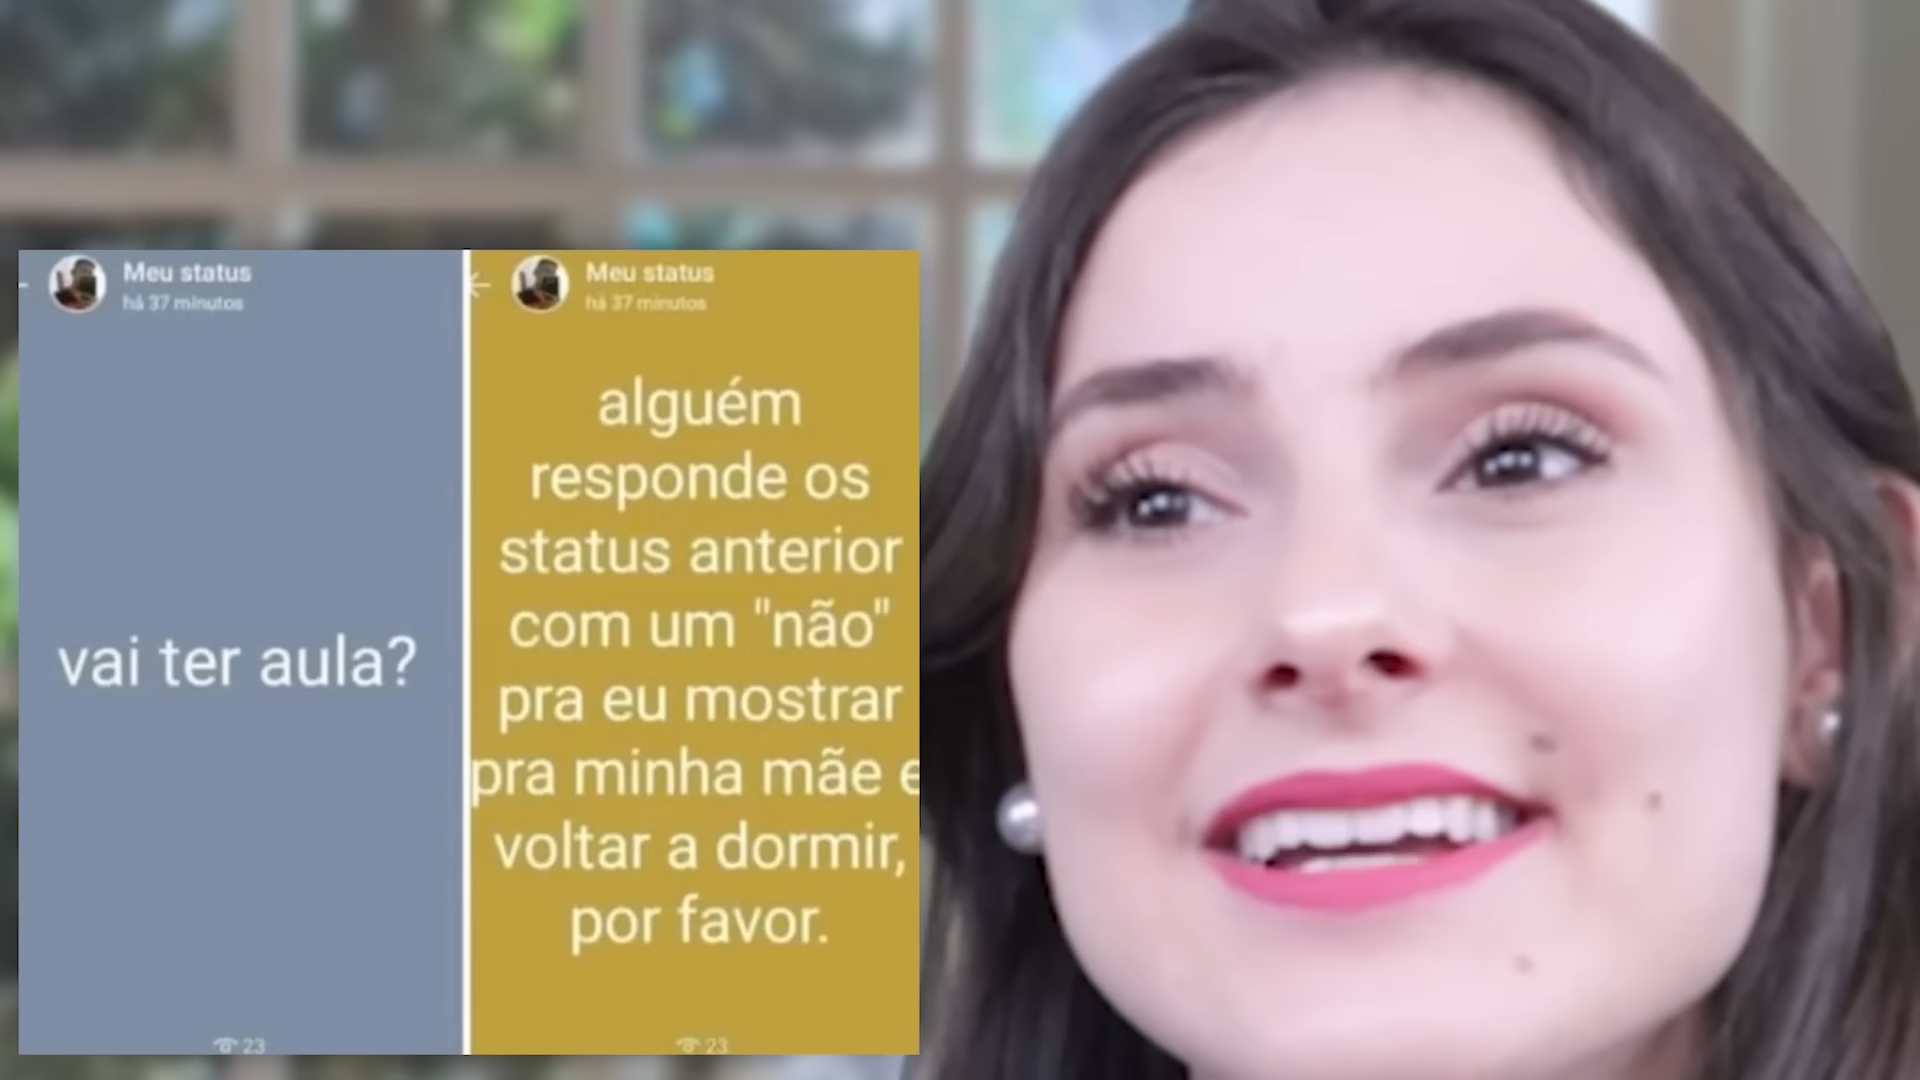 Meu status
há 37 minutos
vai ter aula?
23
Meu status
há 37 minutos
alguém
responde os
status anterior
com um "não"
pra eu mostrar
pra minha mãe e
voltar a dormir,
por favor.
23